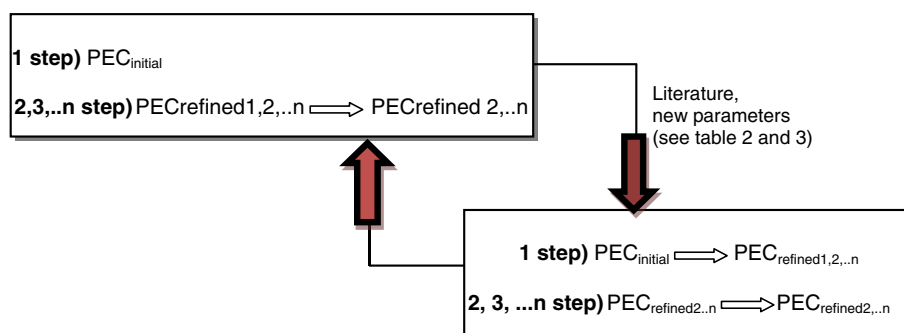 1 step) PECinitial
2,3,..n step) PECrefined1,2,..n PECrefined 2,..n
Literature,
new parameters
(see table 2 and 3)
1 step) PECinitial PECrefined1,2,..n
2, 3, ...n step) PECrefined2..n PECrefined2,..n